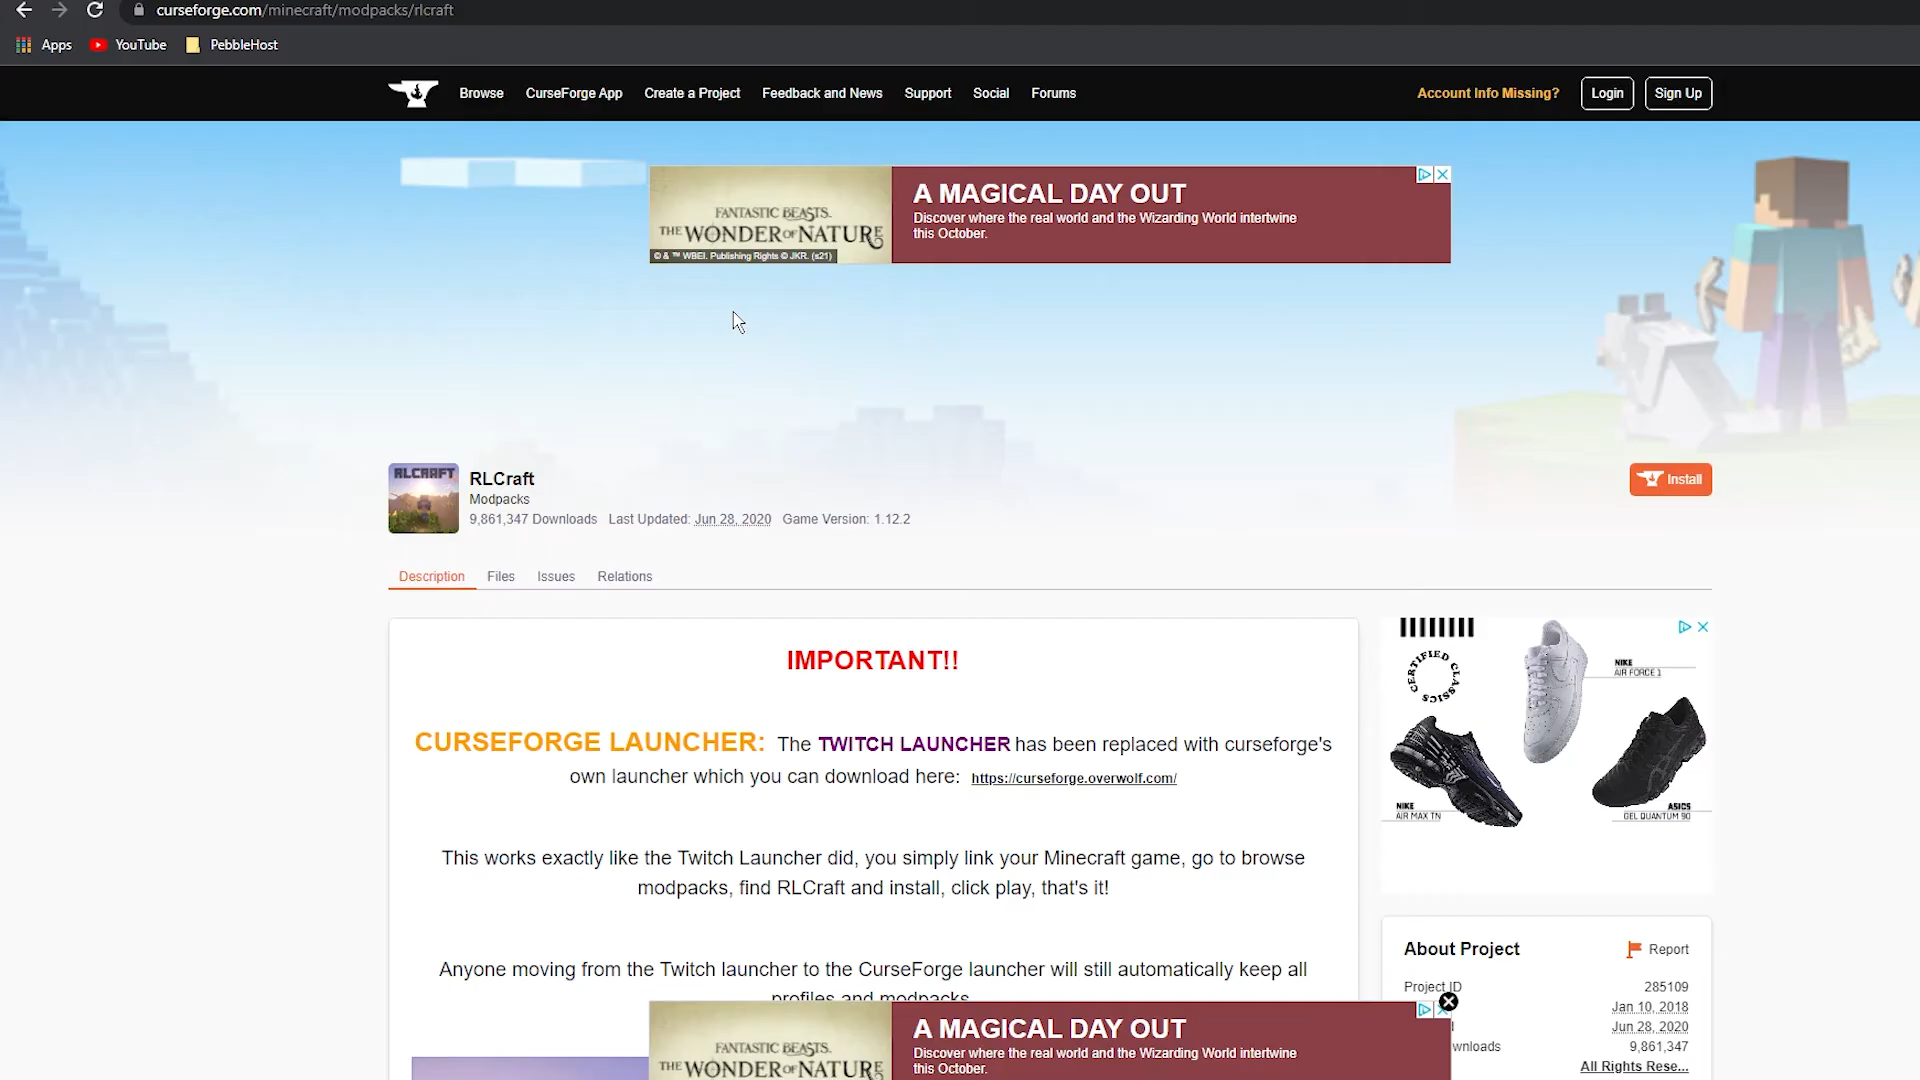 curseforge.com/minecraft/modpacks/rlcraft
Apps YouTube PebbleHost
Browse CurseForge App Create a Project Feedback and News Support Social Forums Account Info Missing? Login Sign Up
FANTASTIC BEASTS
THE WONDER OF NATURE
© & ™ WBEI. Publishing Rights © JKR. (s21)
A MAGICAL DAY OUT
Discover where the real world and the Wizarding World intertwine
this October.
RLCRAFT
RLCraft
Modpacks
9,861,347 Downloads Last Updated: Jun 28, 2020 Game Version: 1.12.2
Install
Description Files Issues Relations
IMPORTANT!!
CURSEFORGE LAUNCHER: The TWITCH LAUNCHER has been replaced with curseforge's
own launcher which you can download here: https://curseforge.overwolf.com/
This works exactly like the Twitch Launcher did, you simply link your Minecraft game, go to browse
modpacks, find RLCraft and install, click play, that's it!
Anyone moving from the Twitch launcher to the CurseForge launcher will still automatically keep all
profiles and modpacks
CERTIFIED CLASSICS
NIKE
AIR FORCE 1
NIKE
AIR MAX TN
ASICS
GEL QUANTUM 90
About Project
Report
Project ID 285109
Jan 10, 2018
Jun 28, 2020
wnloads 9,861,347
All Rights Rese...
FANTASTIC BEASTS
THE WONDER OF NATURE
A MAGICAL DAY OUT
Discover where the real world and the Wizarding World intertwine
this October.